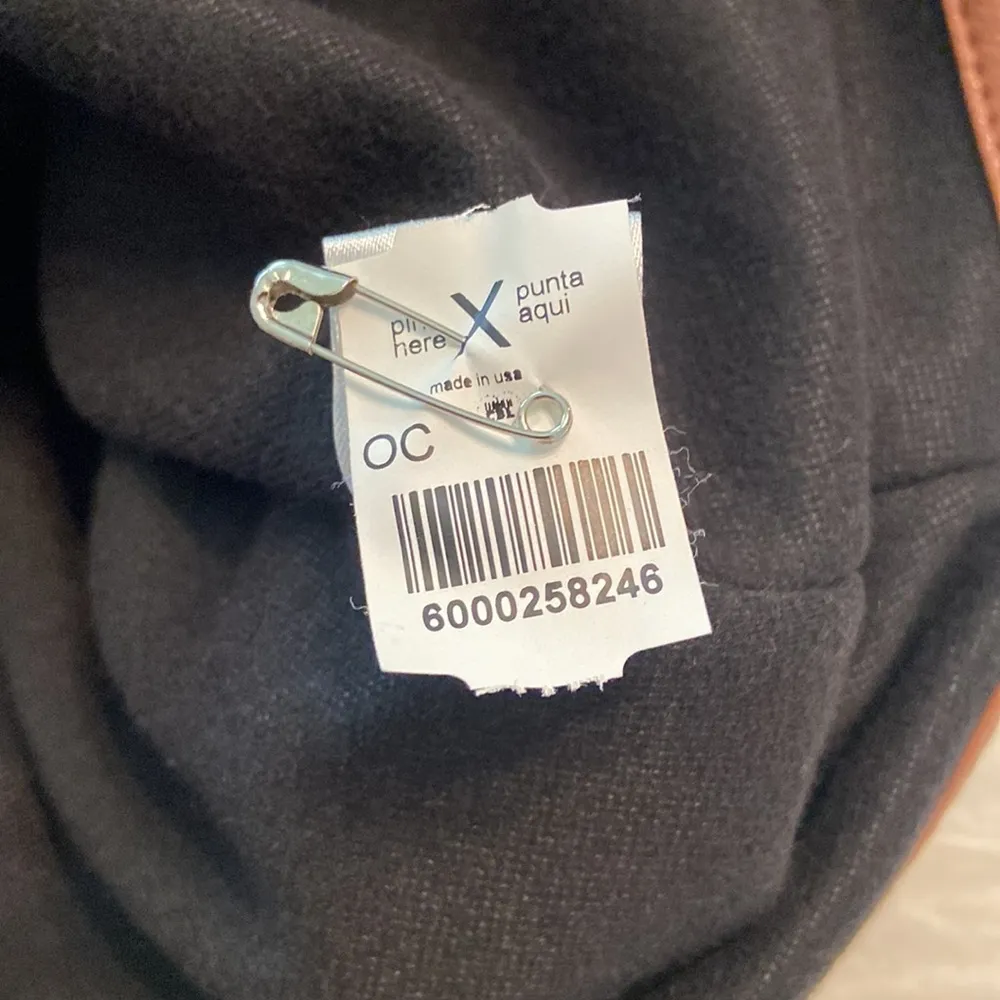 here
X
punta
aqui
made in usa
OC
6000258246